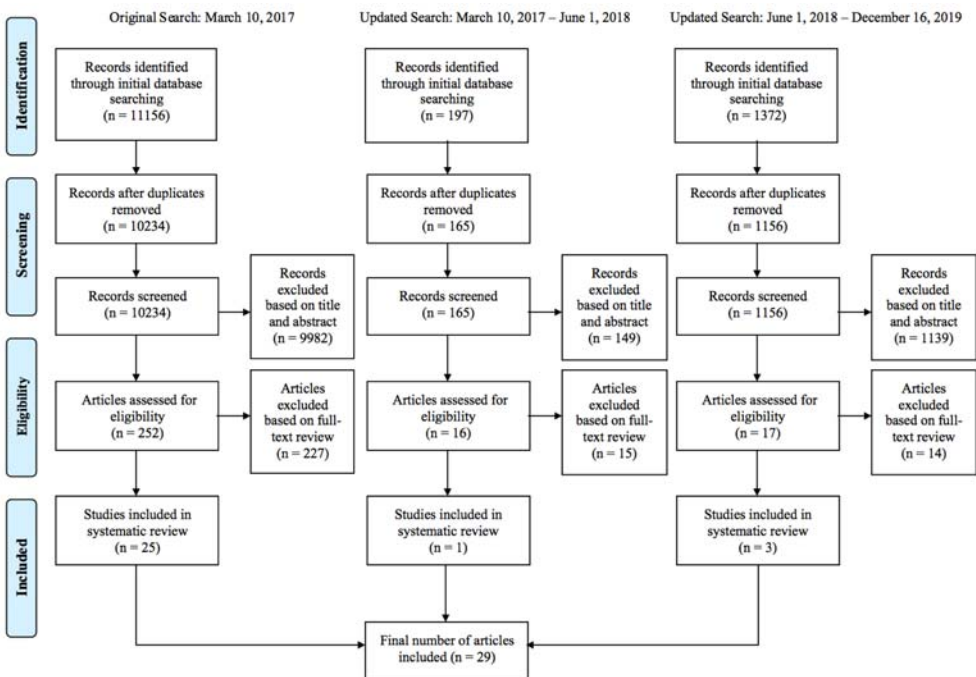 Original Search: March 10, 2017
Updated Search: March 10, 2017 – June 1, 2018
Updated Search: June 1, 2018 – December 16, 2019
Identification
Records identified
through initial database
searching
(n = 11156)
Records identified
through initial database
searching
(n = 197)
Records identified
through initial database
searching
(n = 1372)
Screening
Records after duplicates
removed
(n = 10234)
Records after duplicates
removed
(n = 165)
Records after duplicates
removed
(n = 1156)
Records screened
(n = 10234)
Records
excluded
based on title
and abstract
(n = 9982)
Records screened
(n = 165)
Records
excluded
based on title
and abstract
(n = 149)
Records screened
(n = 1156)
Records
excluded
based on title
and abstract
(n = 1139)
Eligibility
Articles assessed for
eligibility
(n = 252)
Articles
excluded
based on full-
text review
(n = 227)
Articles assessed for
eligibility
(n = 16)
Articles
excluded
based on full-
text review
(n = 15)
Articles assessed for
eligibility
(n = 17)
Articles
excluded
based on full-
text review
(n = 14)
Included
Studies included in
systematic review
(n = 25)
Studies included in
systematic review
(n = 1)
Studies included in
systematic review
(n = 3)
Final number of articles
included (n = 29)